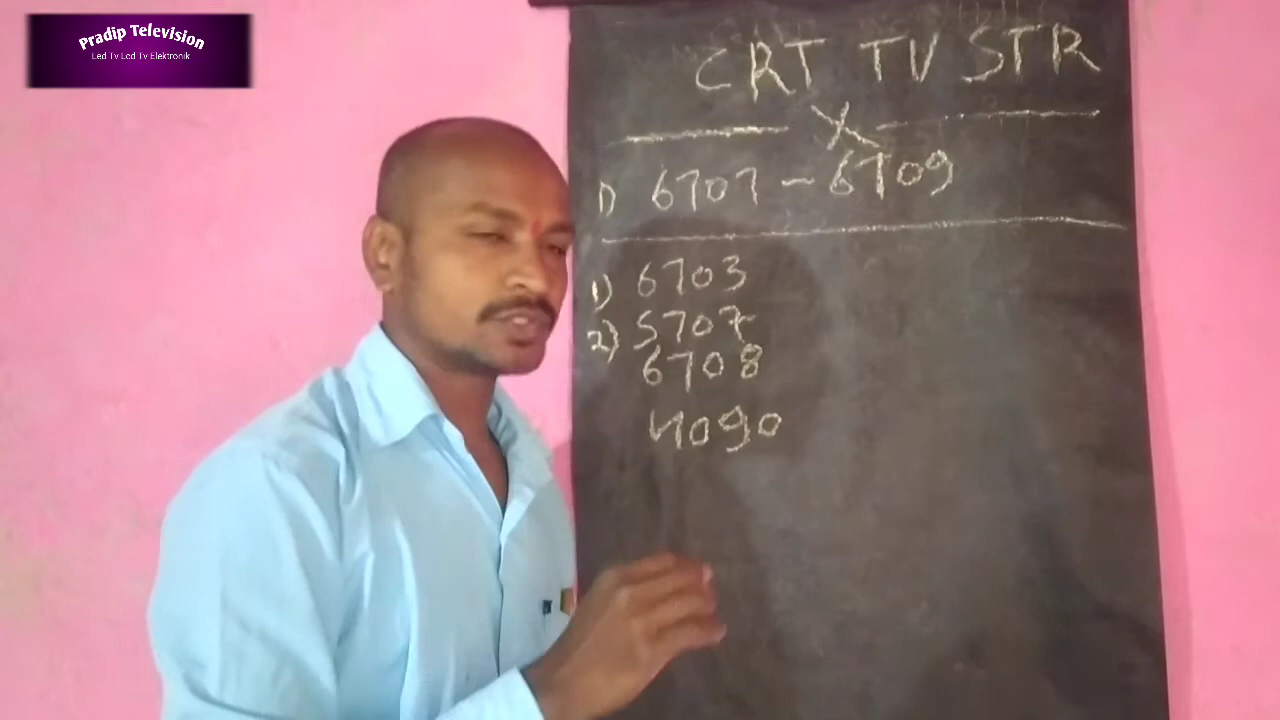 Pradip Television
Led Tv Lcd Tv Elektronik
CRT TV STR
X
1) 6707 - 6709
1) 6703
2) 5707
6708
4090